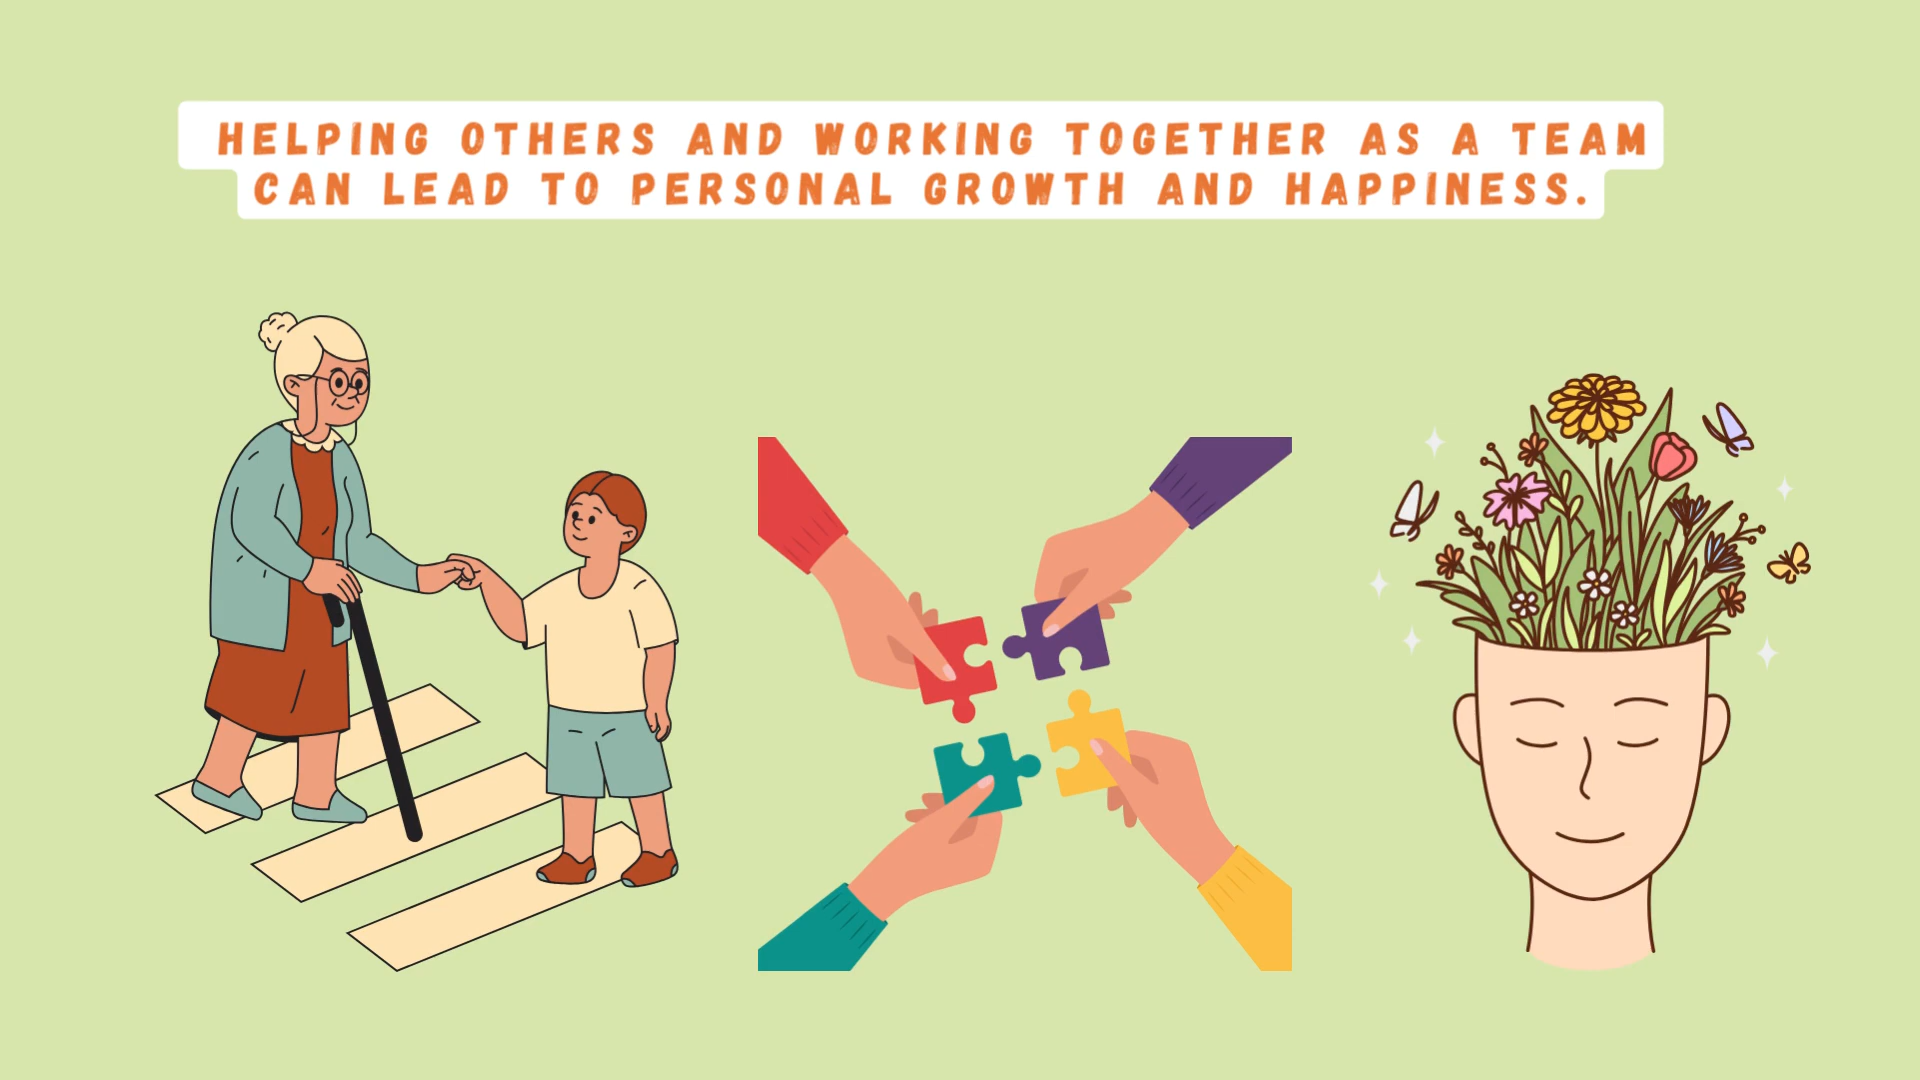 HELPING OTHERS AND WORKING TOGETHER AS A TEAM
CAN LEAD TO PERSONAL GROWTH AND HAPPINESS.